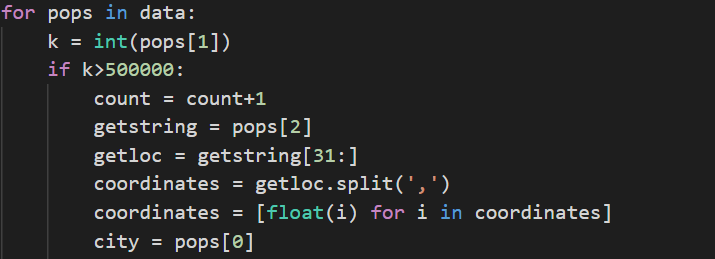 for pops in data:
    k = int(pops[1])
    if k>500000:
        count = count+1
        getstring = pops[2]
        getloc = getstring[31:]
        coordinates = getloc.split(',')
        coordinates = [float(i) for i in coordinates]
        city = pops[0]